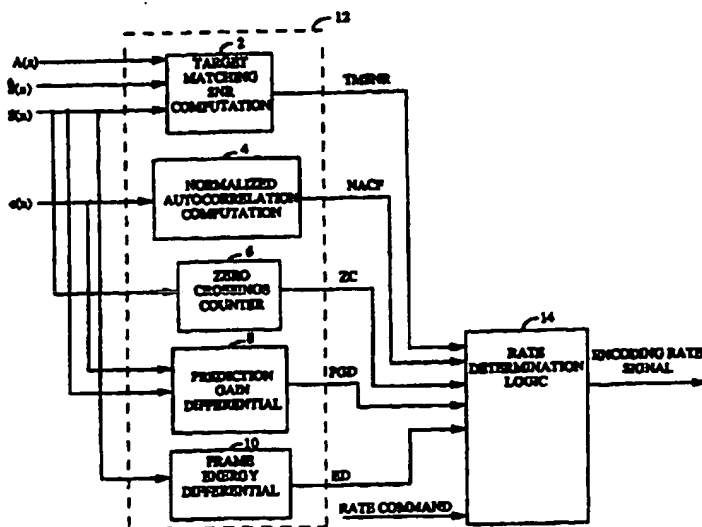 12
A(z)
Ŝ(n)
S(n)
2
TARGET
MATCHING
SNR
COMPUTATION
TMSNR
e(n)
4
NORMALIZED
AUTOCORRELATION
COMPUTATION
NACF
6
ZERO
CROSSINGS
COUNTER
ZC
8
PREDICTION
GAIN
DIFFERENTIAL
PGD
10
FRAME
ENERGY
DIFFERENTIAL
ED
14
RATE
DETERMINATION
LOGIC
ENCODING RATE
SIGNAL
RATE COMMAND